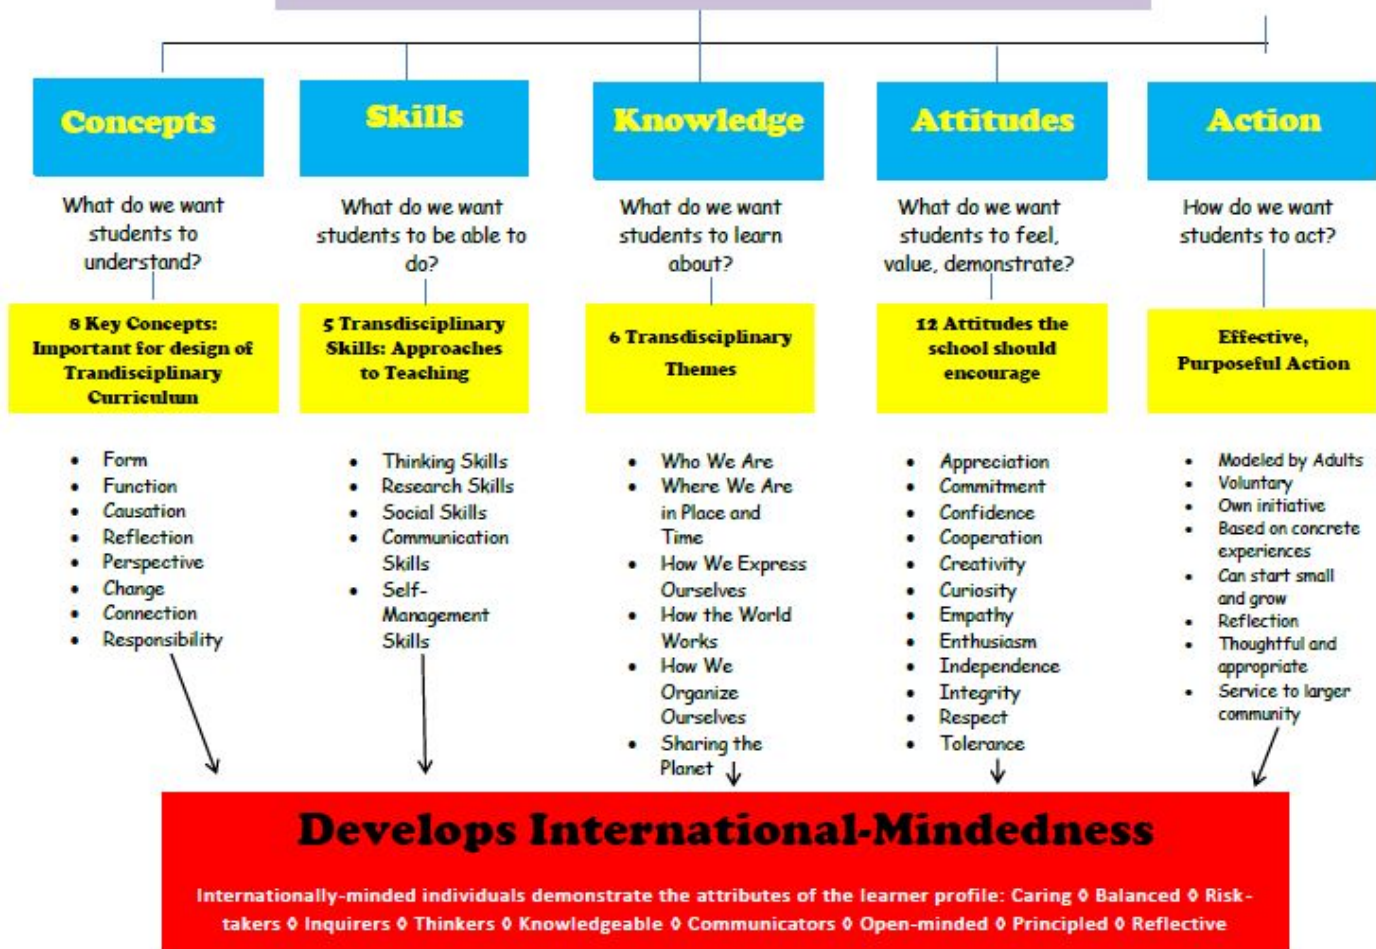 Concepts
What do we want
students to
understand?
8 Key Concepts:
Important for design of
Trandisciplinary
Curriculum
• Form
• Function
• Causation
• Reflection
• Perspective
• Change
• Connection
• Responsibility
Skills
What do we want
students to be able to
do?
5 Transdisciplinary
Skills: Approaches
to Teaching
• Thinking Skills
• Research Skills
• Social Skills
• Communication
Skills
• Self-
Management
Skills
Knowledge
What do we want
students to learn
about?
6 Transdisciplinary
Themes
• Who We Are
• Where We Are
in Place and
Time
• How We Express
Ourselves
• How the World
Works
• How We
Organize
Ourselves
• Sharing the
Planet
Attitudes
What do we want
students to feel,
value, demonstrate?
12 Attitudes the
school should
encourage
• Appreciation
• Commitment
• Confidence
• Cooperation
• Creativity
• Curiosity
• Empathy
• Enthusiasm
• Independence
• Integrity
• Respect
• Tolerance
Action
How do we want
students to act?
Effective,
Purposeful Action
• Modeled by Adults
• Voluntary
• Own initiative
• Based on concrete
experiences
• Can start small
and grow
• Reflection
• Thoughtful and
appropriate
• Service to larger
community
Develops International-Mindedness
Internationally-minded individuals demonstrate the attributes of the learner profile: Caring ◊ Balanced ◊ Risk-
takers ◊ Inquirers ◊ Thinkers ◊ Knowledgeable ◊ Communicators ◊ Open-minded ◊ Principled ◊ Reflective